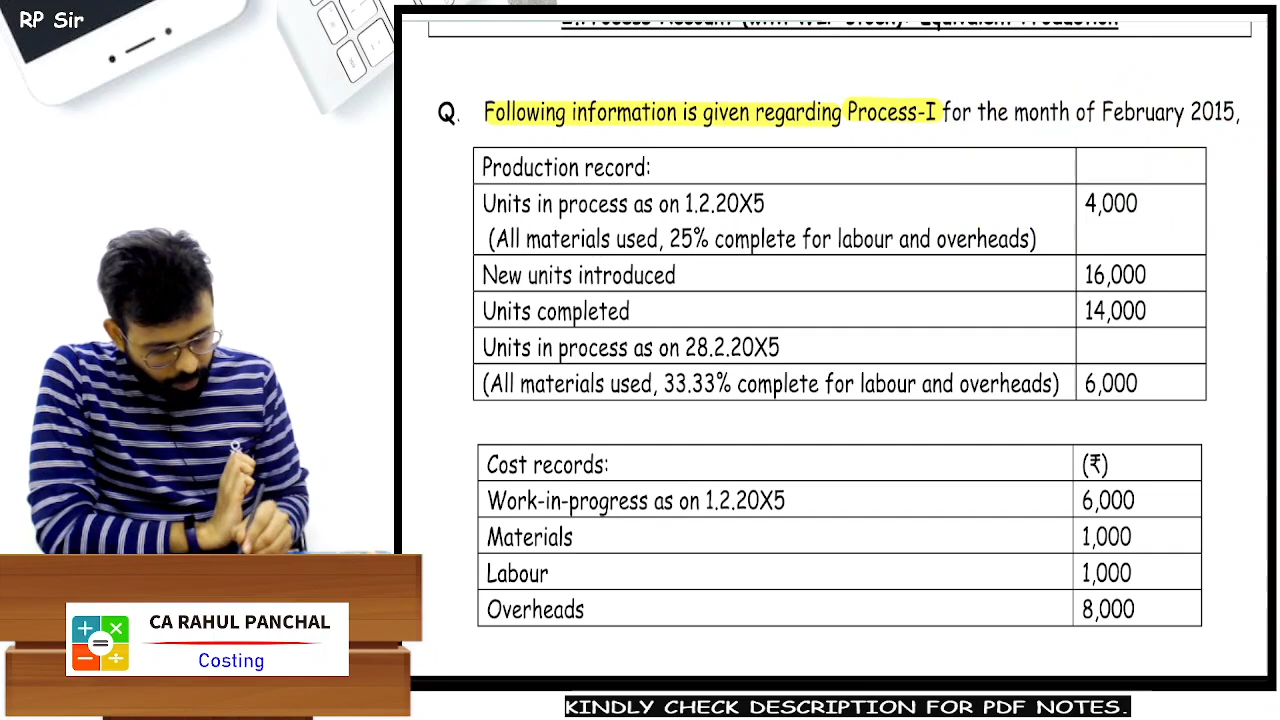 RP Sir
Q. Following information is given regarding Process-I for the month of February 2015,
Production record:
Units in process as on 1.2.20X5 4,000
(All materials used, 25% complete for labour and overheads)
New units introduced 16,000
Units completed 14,000
Units in process as on 28.2.20X5
(All materials used, 33.33% complete for labour and overheads) 6,000
Cost records: (₹)
Work-in-progress as on 1.2.20X5 6,000
Materials 1,000
Labour 1,000
Overheads 8,000
CA RAHUL PANCHAL
Costing
KINDLY CHECK DESCRIPTION FOR PDF NOTES.